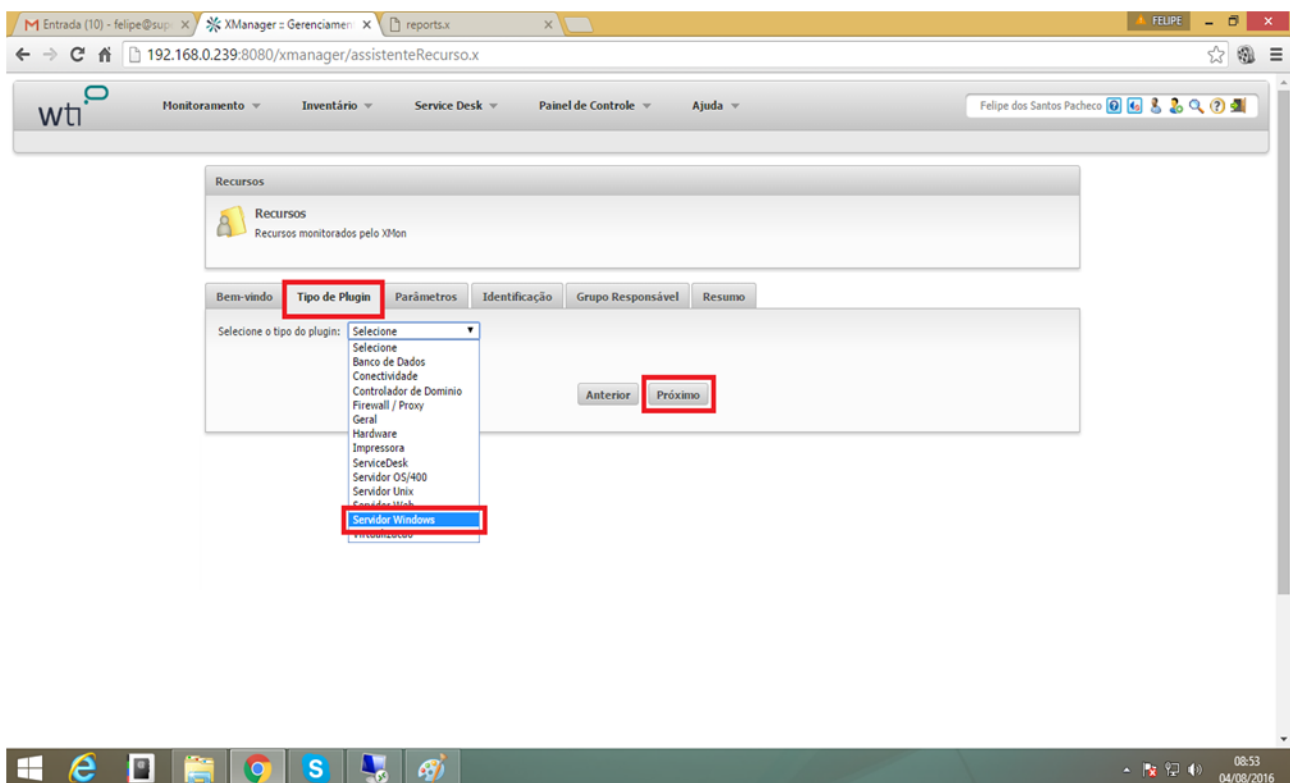 Entrada (10) - felipe@sup
XManager :: Gerenciamen
reports.x
FELIPE
192.168.0.239:8080/xmanager/assistenteRecurso.x
wti
Monitoramento
Inventário
Service Desk
Painel de Controle
Ajuda
Felipe dos Santos Pacheco
Recursos
Recursos
Recursos monitorados pelo XMon
Bem-vindo
Tipo de Plugin
Parâmetros
Identificação
Grupo Responsável
Resumo
Selecione o tipo do plugin:
Selecione
Selecione
Banco de Dados
Conectividade
Controlador de Dominio
Firewall / Proxy
Geral
Hardware
Impressora
ServiceDesk
Servidor OS/400
Servidor Unix
Servidor Web
Servidor Windows
Virtualizacao
Anterior
Próximo
08:53
04/08/2016